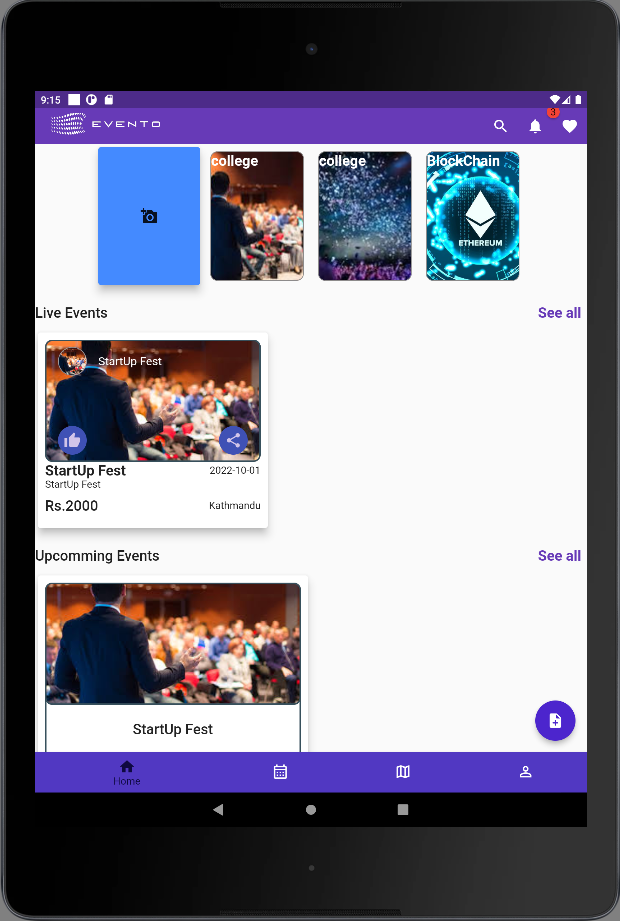 9:15
EVENTO
3
college
college
BlockChain
ETHEREUM
Live Events
See all
StartUp Fest
StartUp Fest
2022-10-01
StartUp Fest
Rs.2000
Kathmandu
Upcomming Events
See all
StartUp Fest
Home